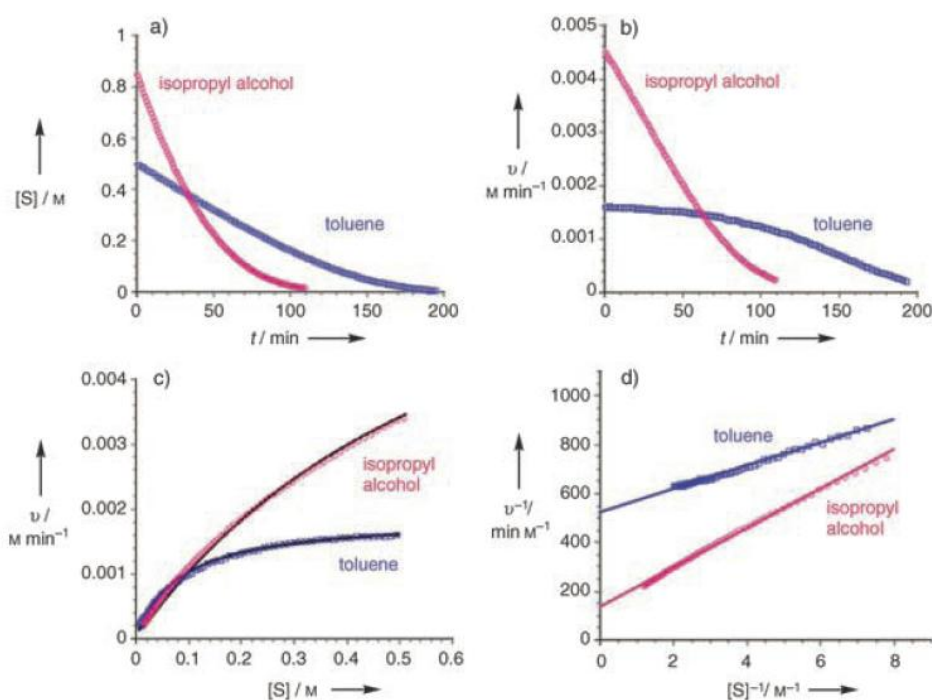 a)
1
0.8
0.6
0.4
0.2
0
[S] / M
isopropyl alcohol
toluene
0 50 100 150 200
t / min
b)
0.005
0.004
0.003
0.002
0.001
0.000
υ /
M min⁻¹
isopropyl alcohol
toluene
0 50 100 150 200
t / min
c)
0.004
0.003
0.002
0.001
0
υ /
M min⁻¹
isopropyl
alcohol
toluene
0 0.1 0.2 0.3 0.4 0.5 0.6
[S] / M
d)
1000
800
600
400
200
0
υ⁻¹/
min M⁻¹
toluene
isopropyl
alcohol
0 2 4 6 8
[S]⁻¹/ M⁻¹